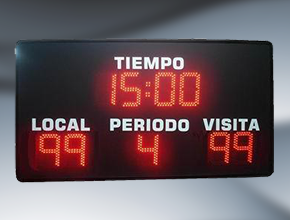 TIEMPO
15:00
LOCAL PERIODO VISITA
99 4 99